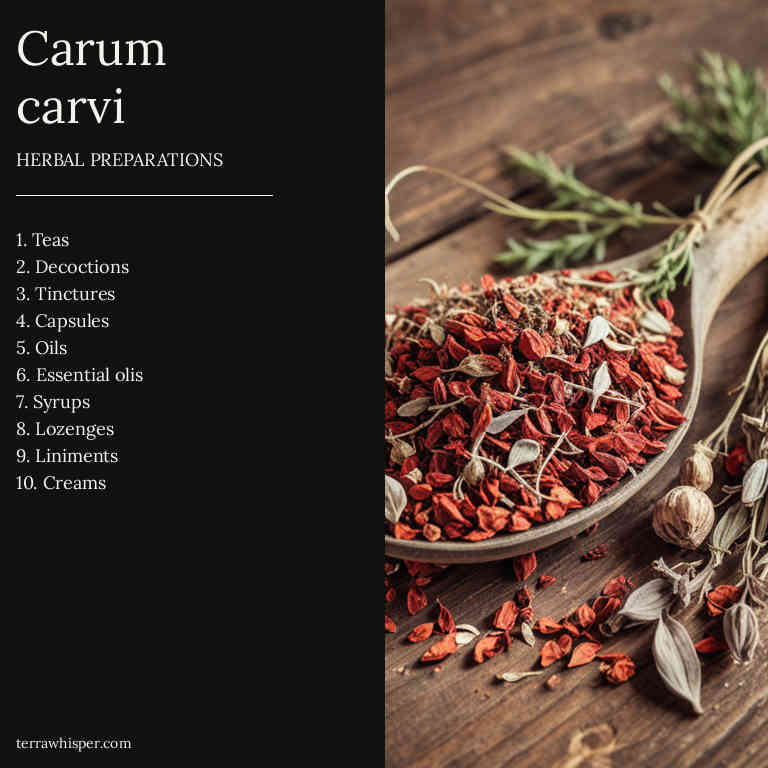 Carum
carvi
HERBAL PREPARATIONS
1. Teas
2. Decoctions
3. Tinctures
4. Capsules
5. Oils
6. Essential olis
7. Syrups
8. Lozenges
9. Liniments
10. Creams
terrawhisper.com